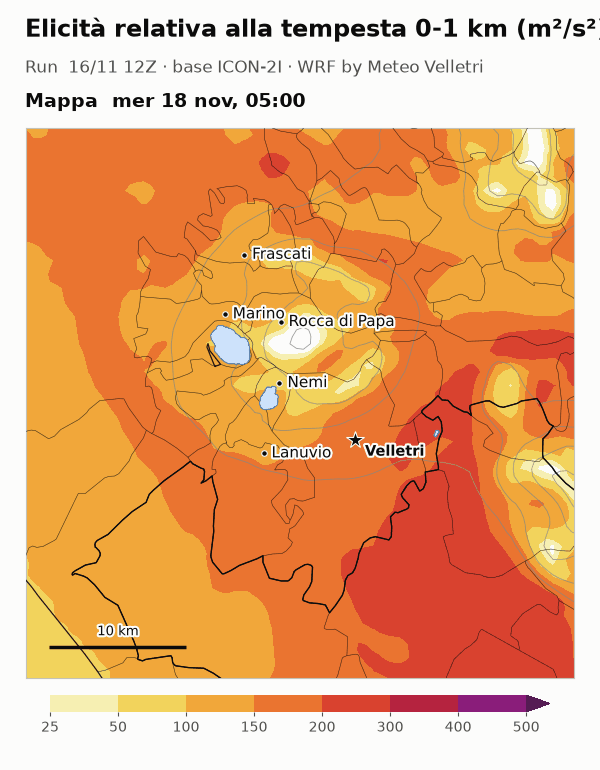 Elicità relativa alla tempesta 0-1 km (m²/s²)
Run 16/11 12Z · base ICON-2I · WRF by Meteo Velletri
Mappa mer 18 nov, 05:00
Frascati
Marino
Rocca di Papa
Nemi
Lanuvio
Velletri
10 km
25 50 100 150 200 300 400 500